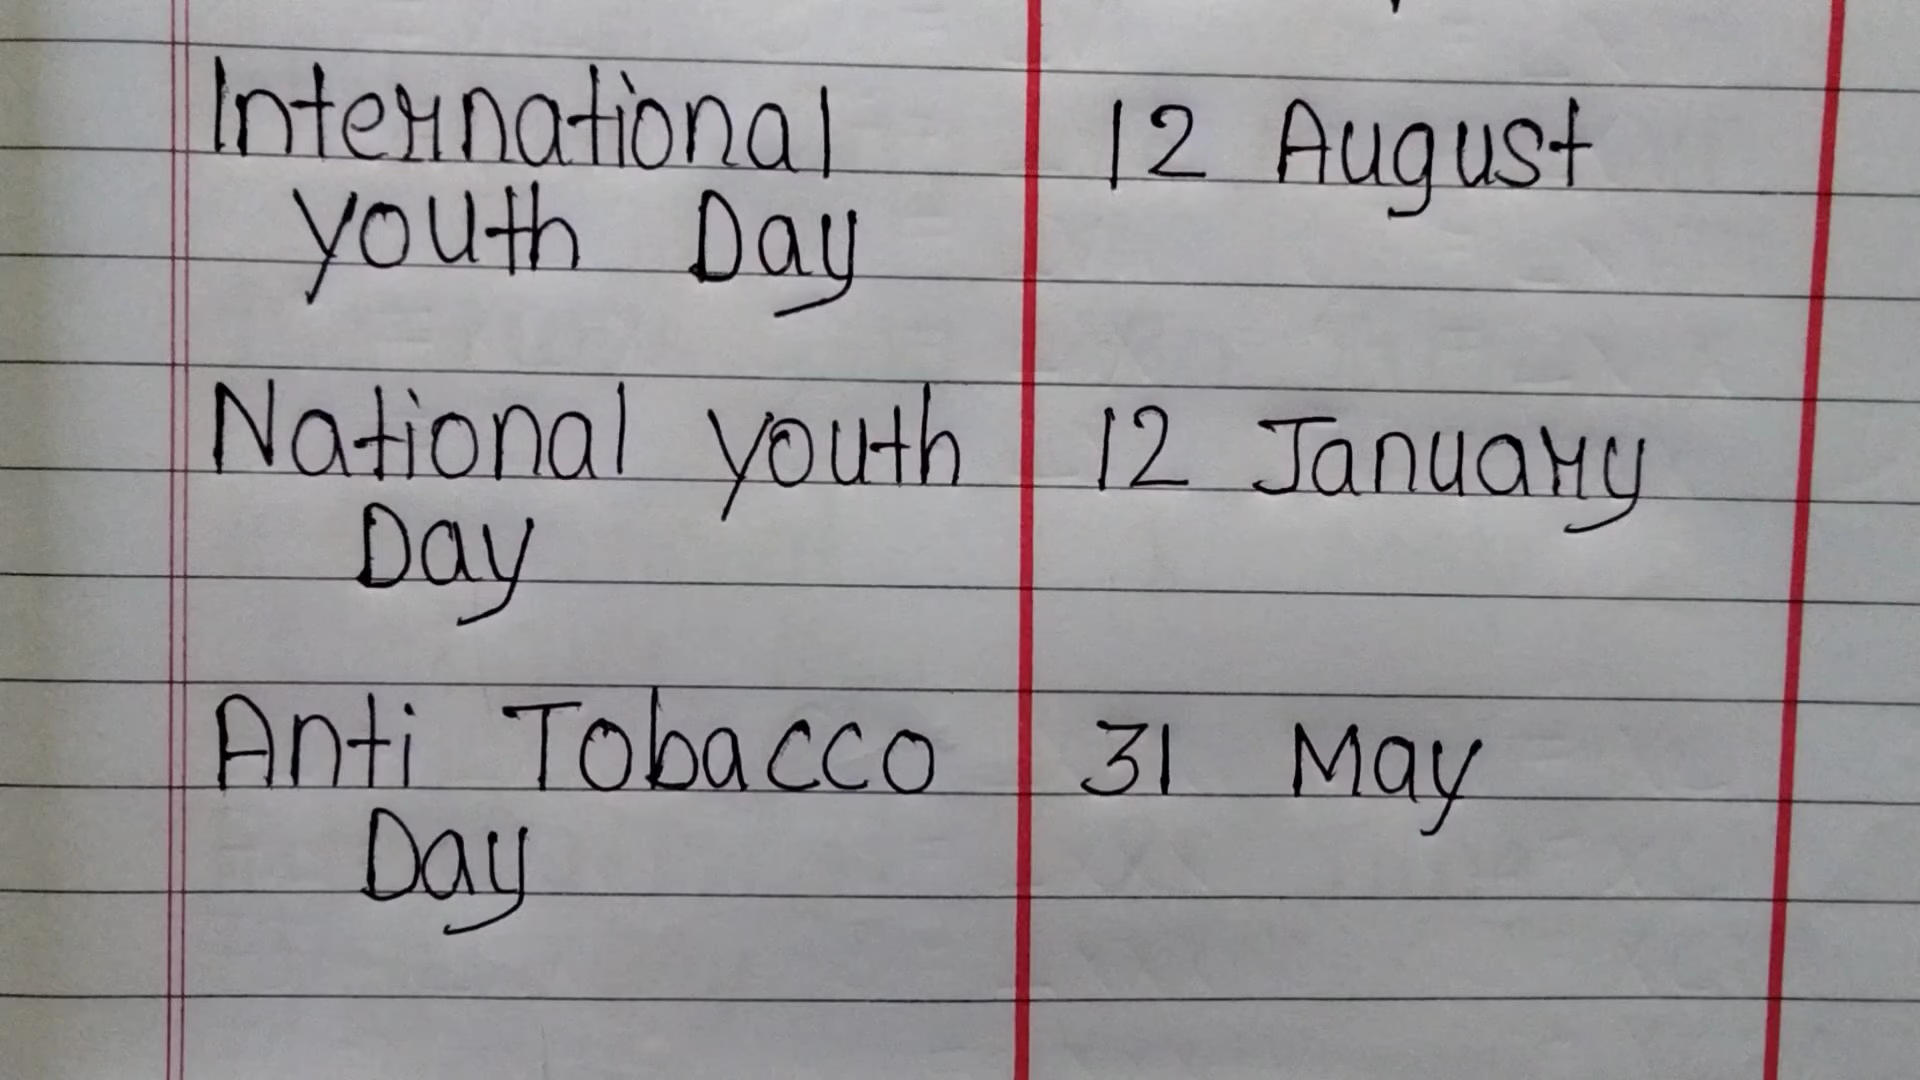 International 12 August
youth Day
National youth 12 January
Day
Anti Tobacco 31 May
Day